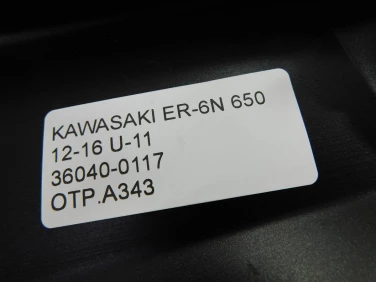 KAWASAKI ER-6N 650
12-16 U-11
36040-0117
OTP.A343